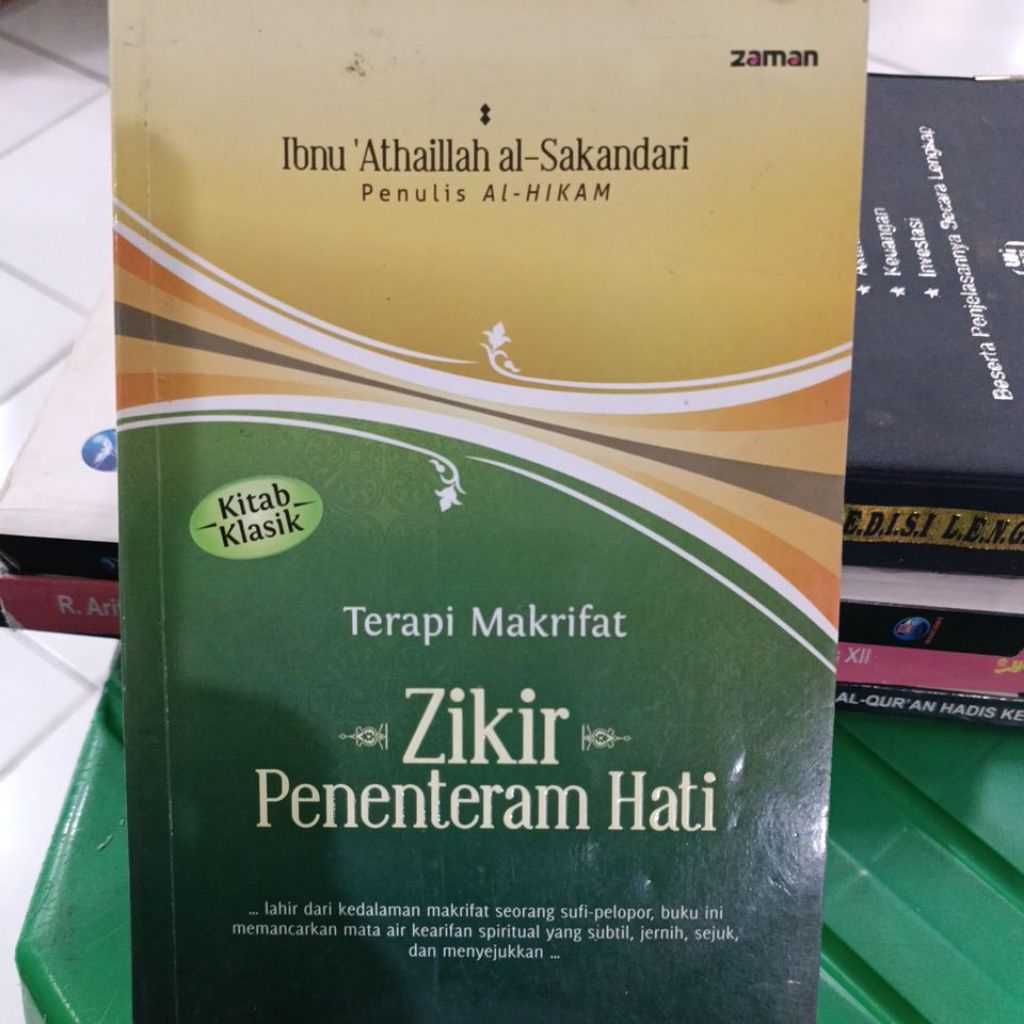 zaman
Ibnu 'Athaillah al-Sakandari
Penulis Al-HIKAM
Kitab
Klasik
Terapi Makrifat
Zikir
Penenteram Hati
... lahir dari kedalaman makrifat seorang sufi-pelopor, buku ini
memancarkan mata air kearifan spiritual yang subtil, jernih, sejuk,
dan menyejukkan ...
★ Keuangan
★ Investasi
Beserta Penjelasannya Secara Lengkap
E.D.I.S.I L.E.N.G
R. Ari
XII
AL-QUR'AN HADIS KE